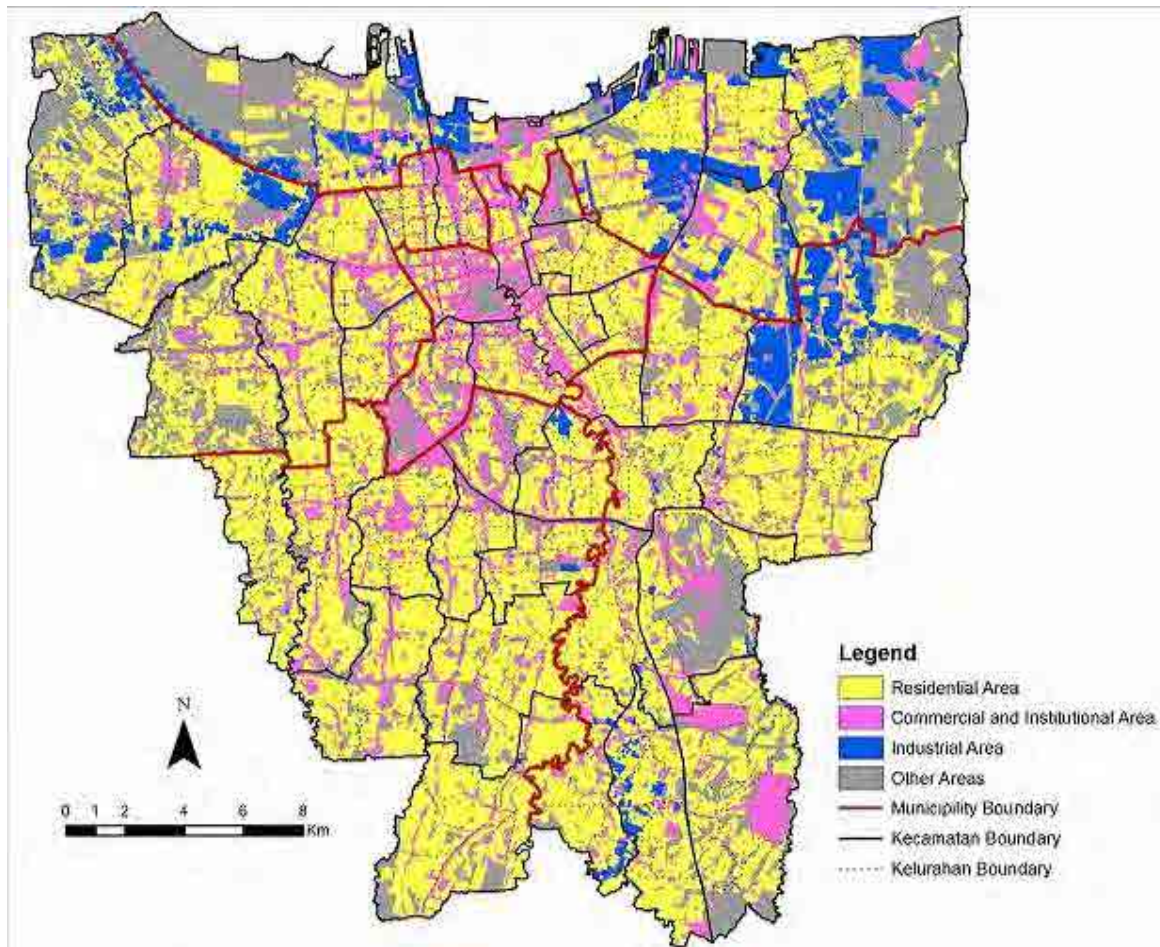 Legend
Residential Area
Commercial and Institutional Area
Industrial Area
Other Areas
Municipility Boundary
Kecamatan Boundary
Kelurahan Boundary
N
0 1 2 4 6 8
Km